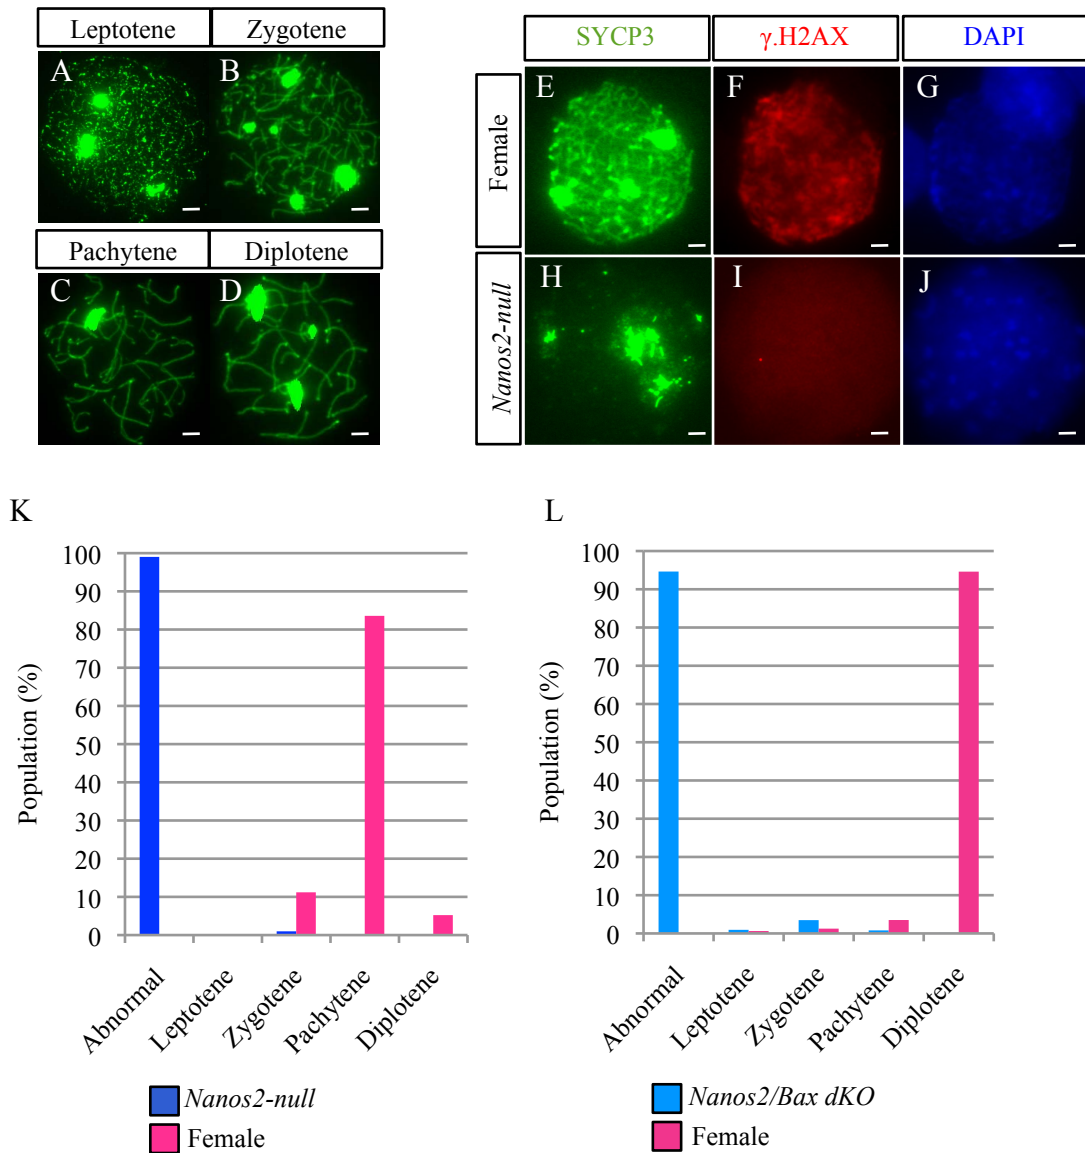 Leptotene Zygotene
A B
Pachytene Diplotene
C D
SYCP3 γ.H2AX DAPI
Female
E F G
Nanos2-null
H I J
K
Population (%)
100
90
80
70
60
50
40
30
20
10
0
Abnormal
Leptotene
Zygotene
Pachytene
Diplotene
Nanos2-null
Female
L
Population (%)
100
90
80
70
60
50
40
30
20
10
0
Abnormal
Leptotene
Zygotene
Pachytene
Diplotene
Nanos2/Bax dKO
Female